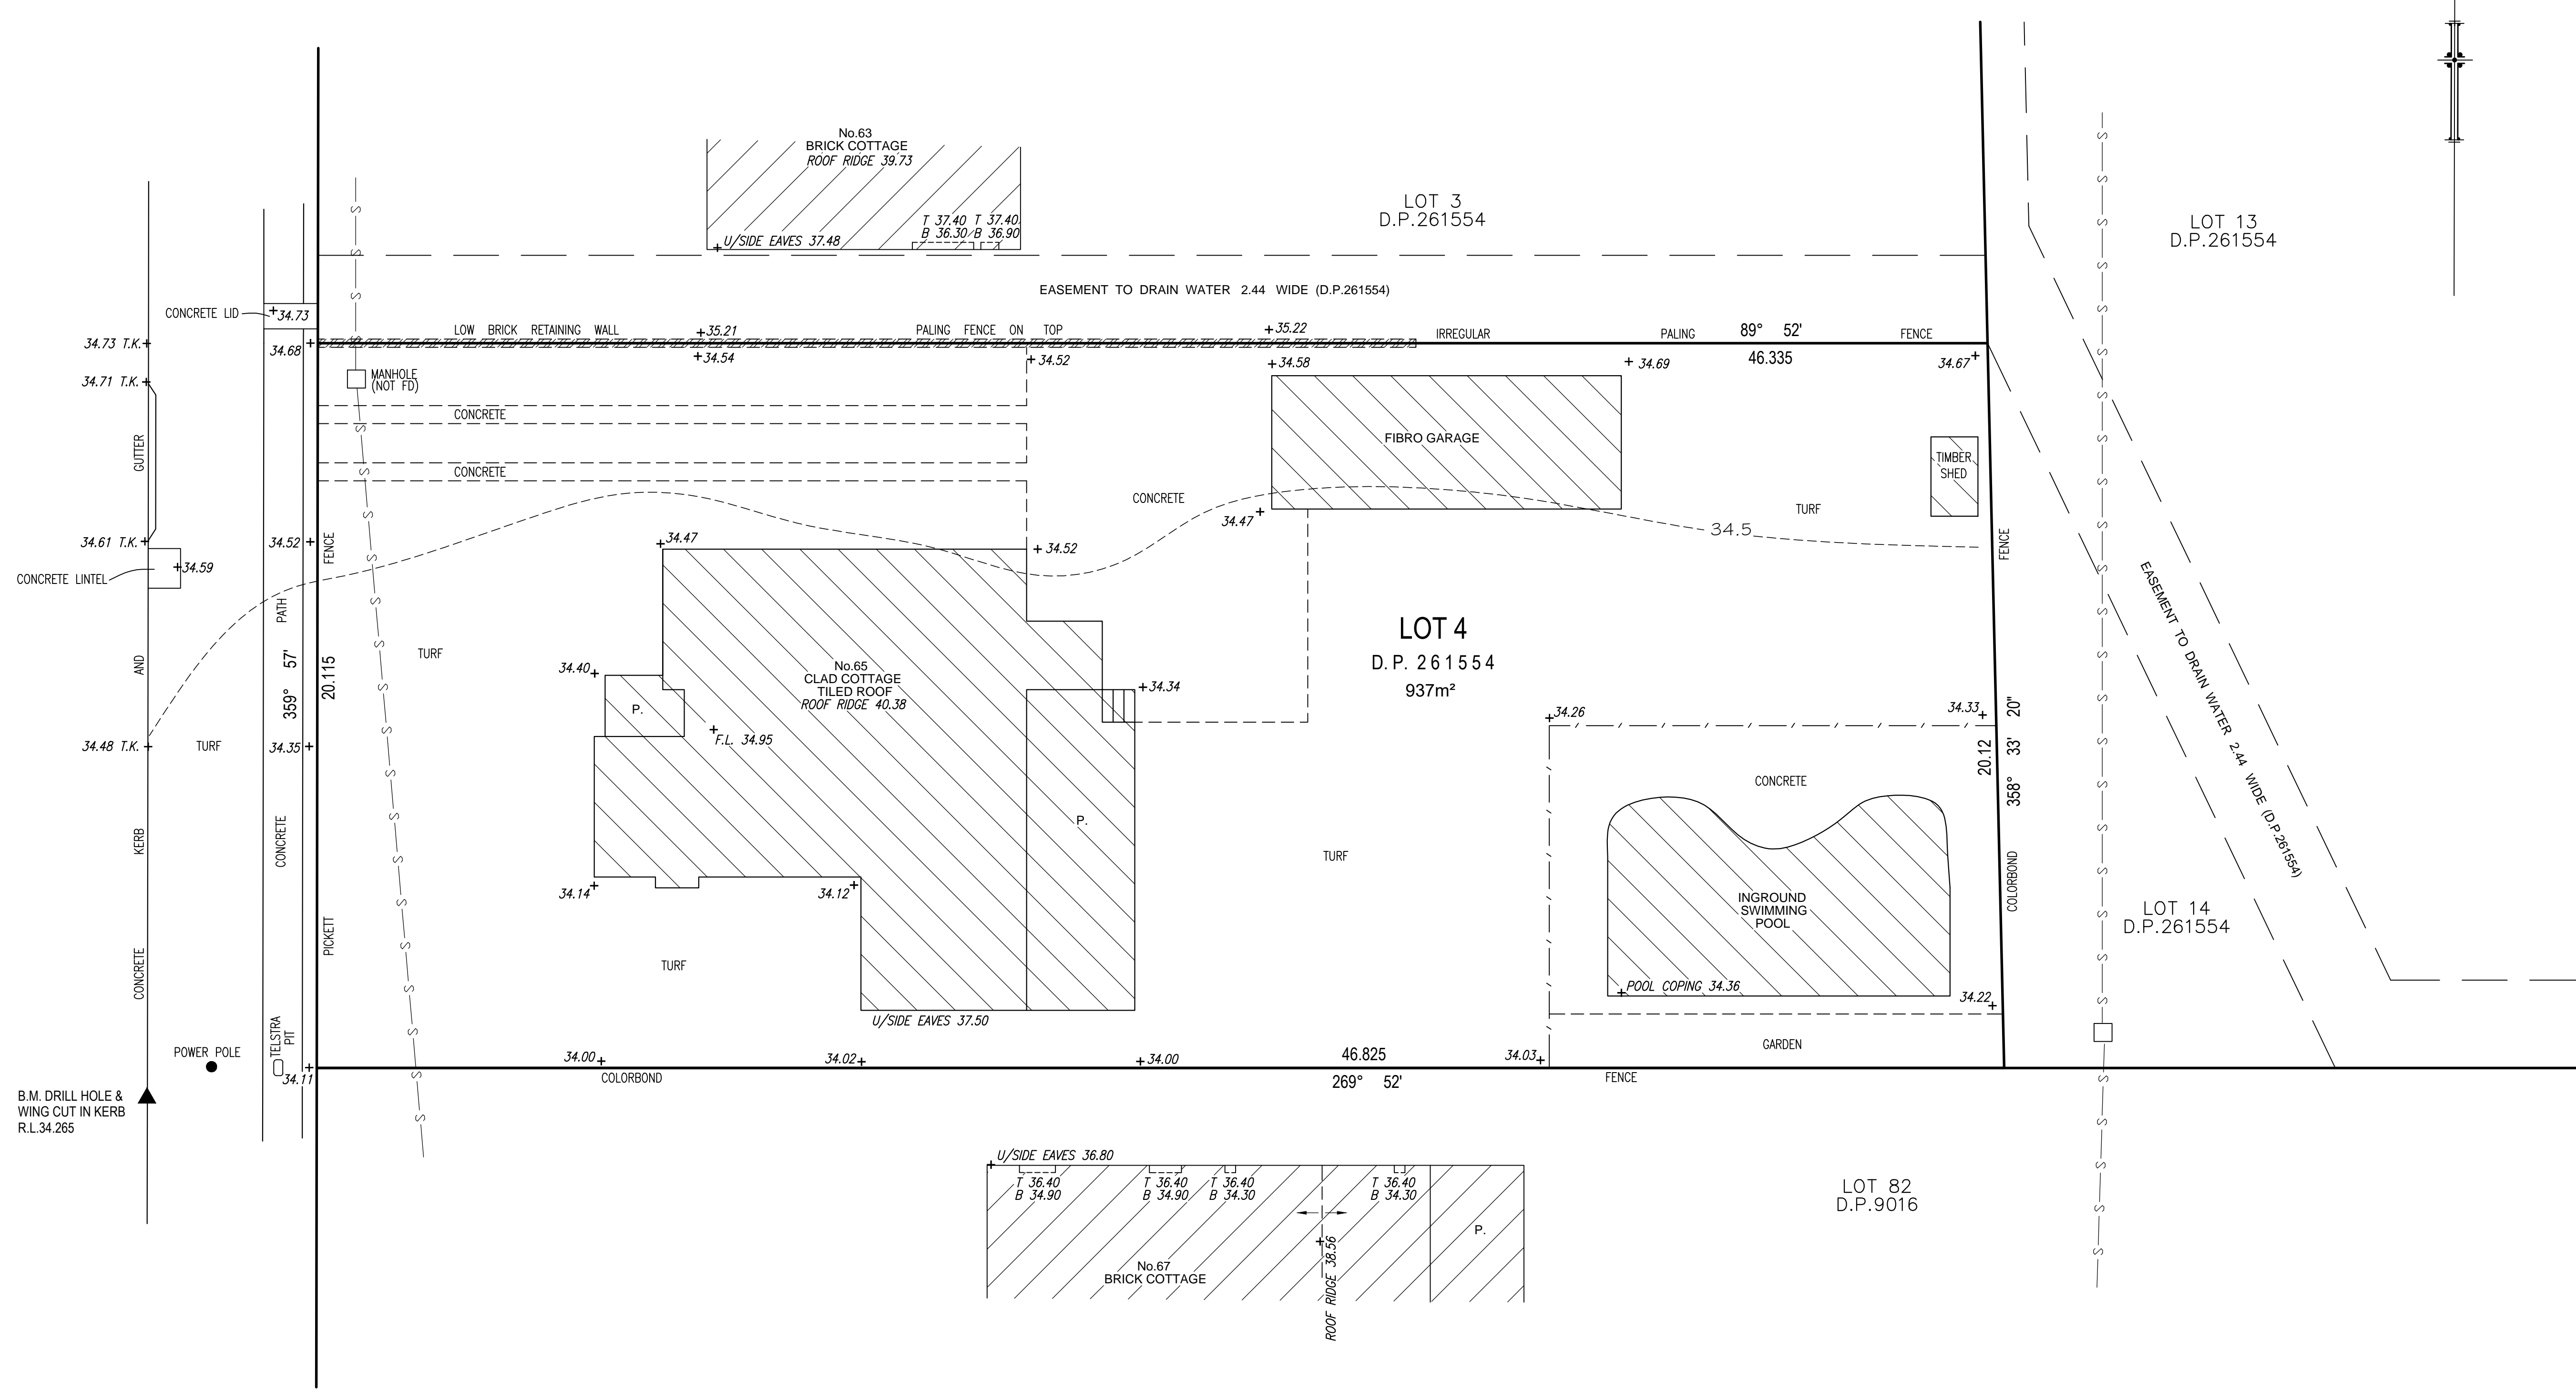 No.63
BRICK COTTAGE
ROOF RIDGE 39.73
T 37.40 T 37.40
B 36.30 B 36.90
U/SIDE EAVES 37.48
LOT 3
D.P.261554
LOT 13
D.P.261554
EASEMENT TO DRAIN WATER 2.44 WIDE (D.P.261554)
CONCRETE LID
34.73
LOW BRICK RETAINING WALL
35.21
PALING FENCE ON TOP
35.22
IRREGULAR
PALING
89° 52'
FENCE
34.73 T.K.
34.68
34.54
34.52
34.58
34.69
46.335
34.67
34.71 T.K.
MANHOLE
(NOT FD)
CONCRETE
CONCRETE
CONCRETE
FIBRO GARAGE
TIMBER
SHED
TURF
GUTTER
34.47
34.5
34.61 T.K.
34.52
FENCE
34.47
34.52
FENCE
34.59
CONCRETE LINTEL
PATH
359° 57'
20.115
TURF
LOT 4
D.P. 261554
937m²
EASEMENT TO DRAIN WATER 2.44 WIDE (D.P.261554)
AND
34.40
No.65
CLAD COTTAGE
TILED ROOF
ROOF RIDGE 40.38
34.34
P.
F.L. 34.95
34.26
34.33
20.12
358° 33' 20"
34.48 T.K.
TURF
34.35
CONCRETE
P.
KERB
CONCRETE
TURF
COLORBOND
34.14
34.12
INGROUND
SWIMMING
POOL
LOT 14
D.P.261554
PICKETT
CONCRETE
TURF
POOL COPING 34.36
34.22
U/SIDE EAVES 37.50
TELSTRA
PIT
POWER POLE
GARDEN
34.11
34.00
34.02
34.00
46.825
34.03
COLORBOND
269° 52'
FENCE
B.M. DRILL HOLE &
WING CUT IN KERB
R.L.34.265
U/SIDE EAVES 36.80
T 36.40 T 36.40 T 36.40 T 36.40
B 34.90 B 34.90 B 34.30 B 34.30
LOT 82
D.P.9016
P.
ROOF RIDGE 38.56
No.67
BRICK COTTAGE